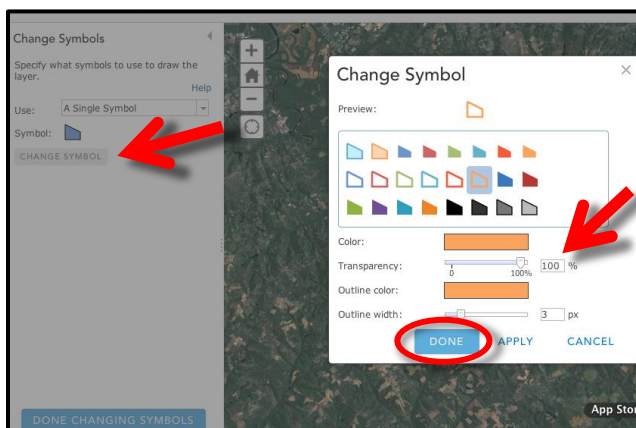 Change Symbols
Specify what symbols to use to draw the
layer.
Help
Use: A Single Symbol
Symbol:
CHANGE SYMBOL
DONE CHANGING SYMBOLS
+
−
Change Symbol
×
Preview:
Color:
Transparency: 0 100% 100 %
Outline color:
Outline width: 3 px
DONE APPLY CANCEL
App Stor